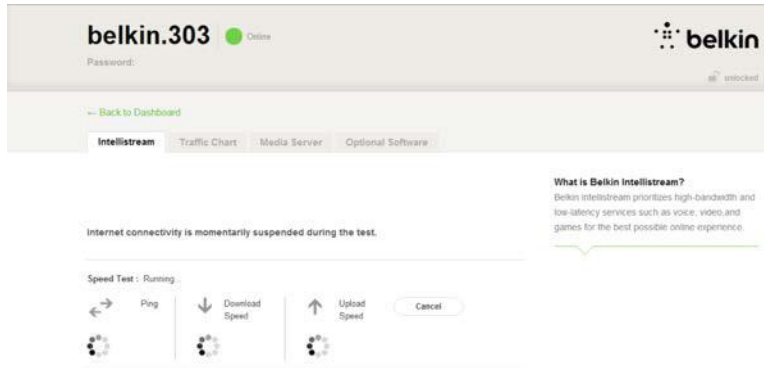 belkin.303 Online
belkin
Password:
unlocked
← Back to Dashboard
Intellistream Traffic Chart Media Server Optional Software
What is Belkin Intellistream?
Belkin Intellistream prioritizes high-bandwidth and
low-latency services such as voice, video,and
games for the best possible online experience.
Internet connectivity is momentarily suspended during the test.
Speed Test : Running...
Ping
Download
Speed
Upload
Speed
Cancel